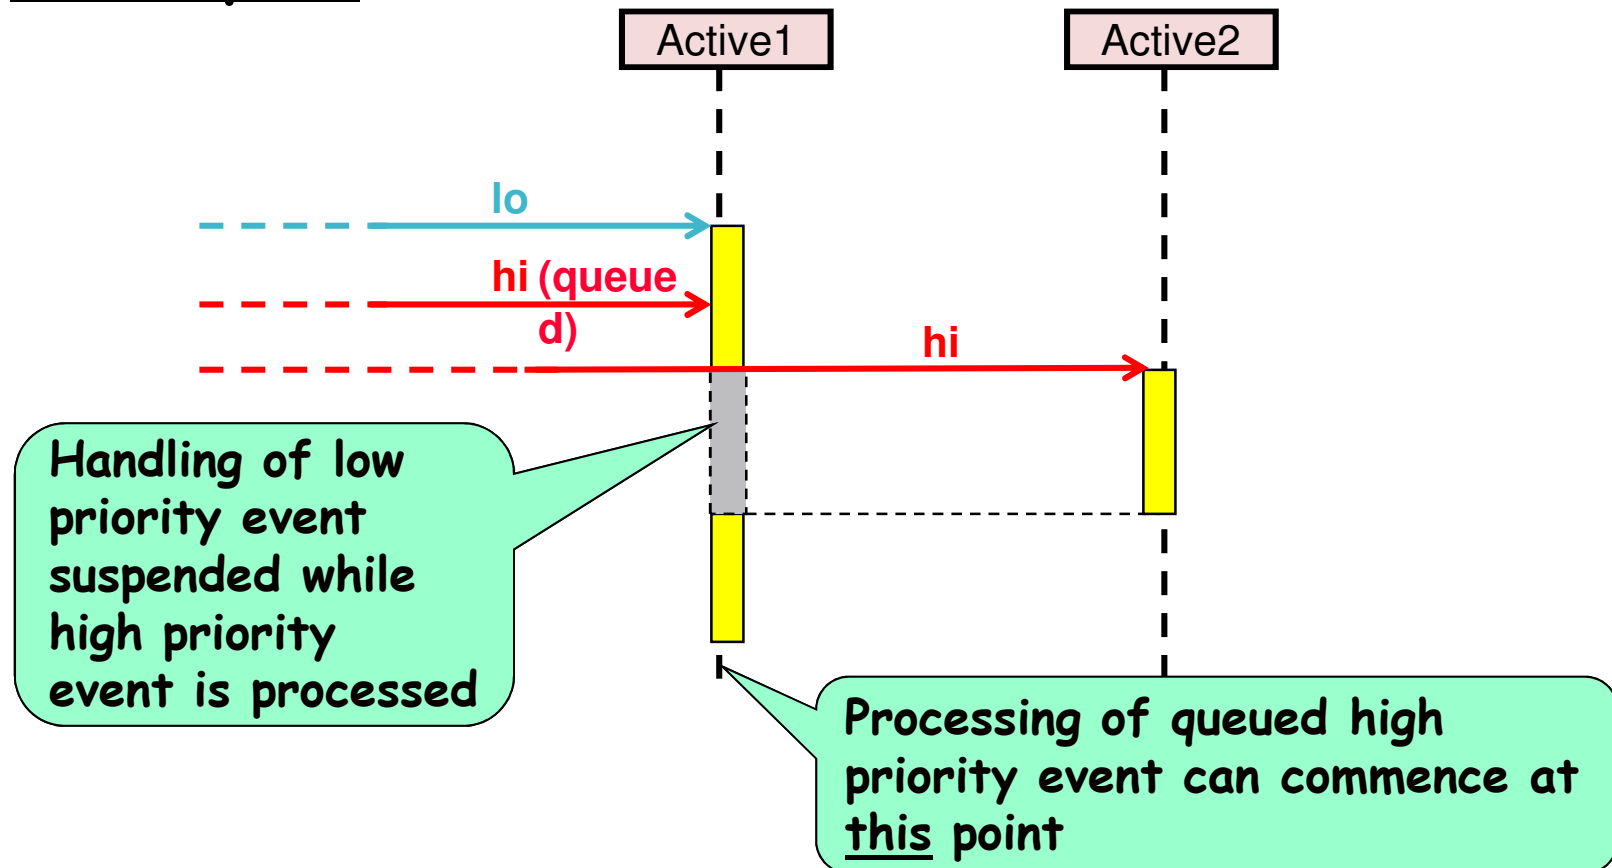 Active1 Active2
lo
hi (queue
d)
hi
Handling of low
priority event
suspended while
high priority
event is processed
Processing of queued high
priority event can commence at
this point